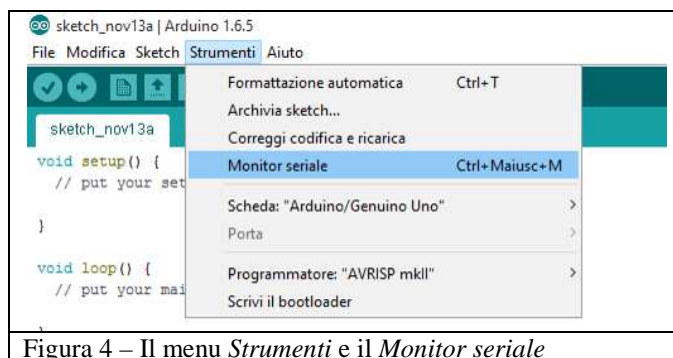 sketch_nov13a | Arduino 1.6.5
File Modifica Sketch Strumenti Aiuto
Formattazione automatica Ctrl+T
Archivia sketch...
sketch_nov13a
Correggi codifica e ricarica
Monitor seriale Ctrl+Maiusc+M
void setup() {
// put your set
Scheda: "Arduino/Genuino Uno"
}
Porta
void loop() {
Programmatore: "AVRISP mkII"
// put your mai
Scrivi il bootloader
Figura 4 – Il menu Strumenti e il Monitor seriale